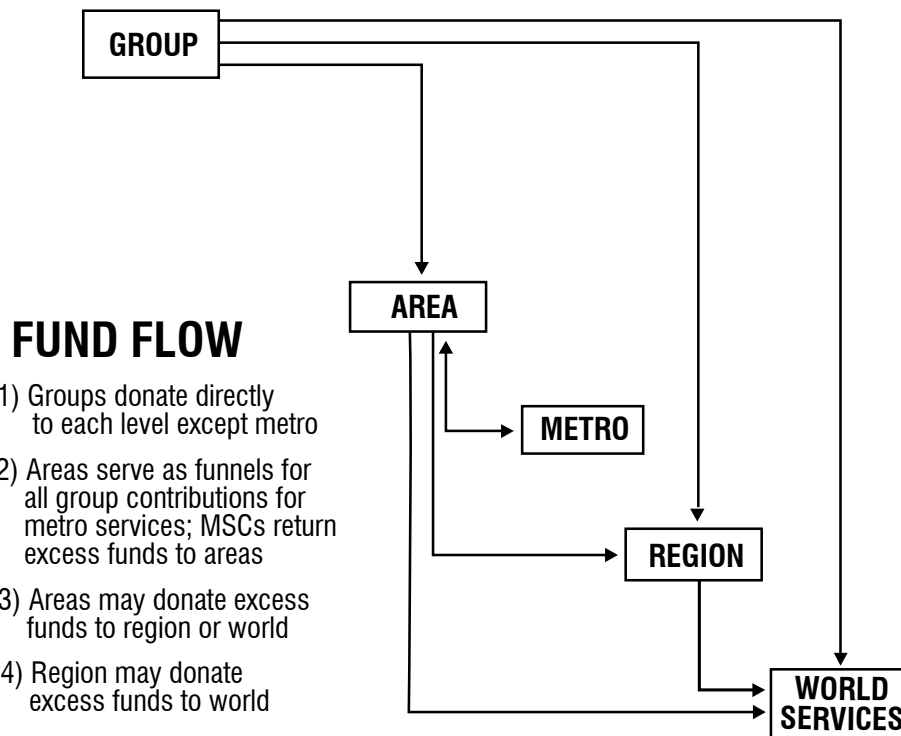 GROUP
AREA
FUND FLOW
1) Groups donate directly
to each level except metro
METRO
2) Areas serve as funnels for
all group contributions for
metro services; MSCs return
excess funds to areas
REGION
3) Areas may donate excess
funds to region or world
4) Region may donate
excess funds to world
WORLD
SERVICES